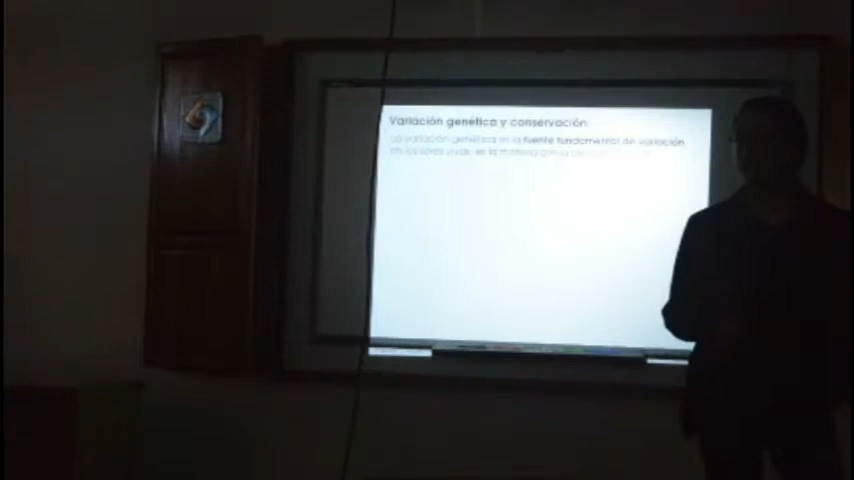 Variación genética y conservación
La variación genética es la fuente fundamental de variación
en los seres vivos, es la materia prima